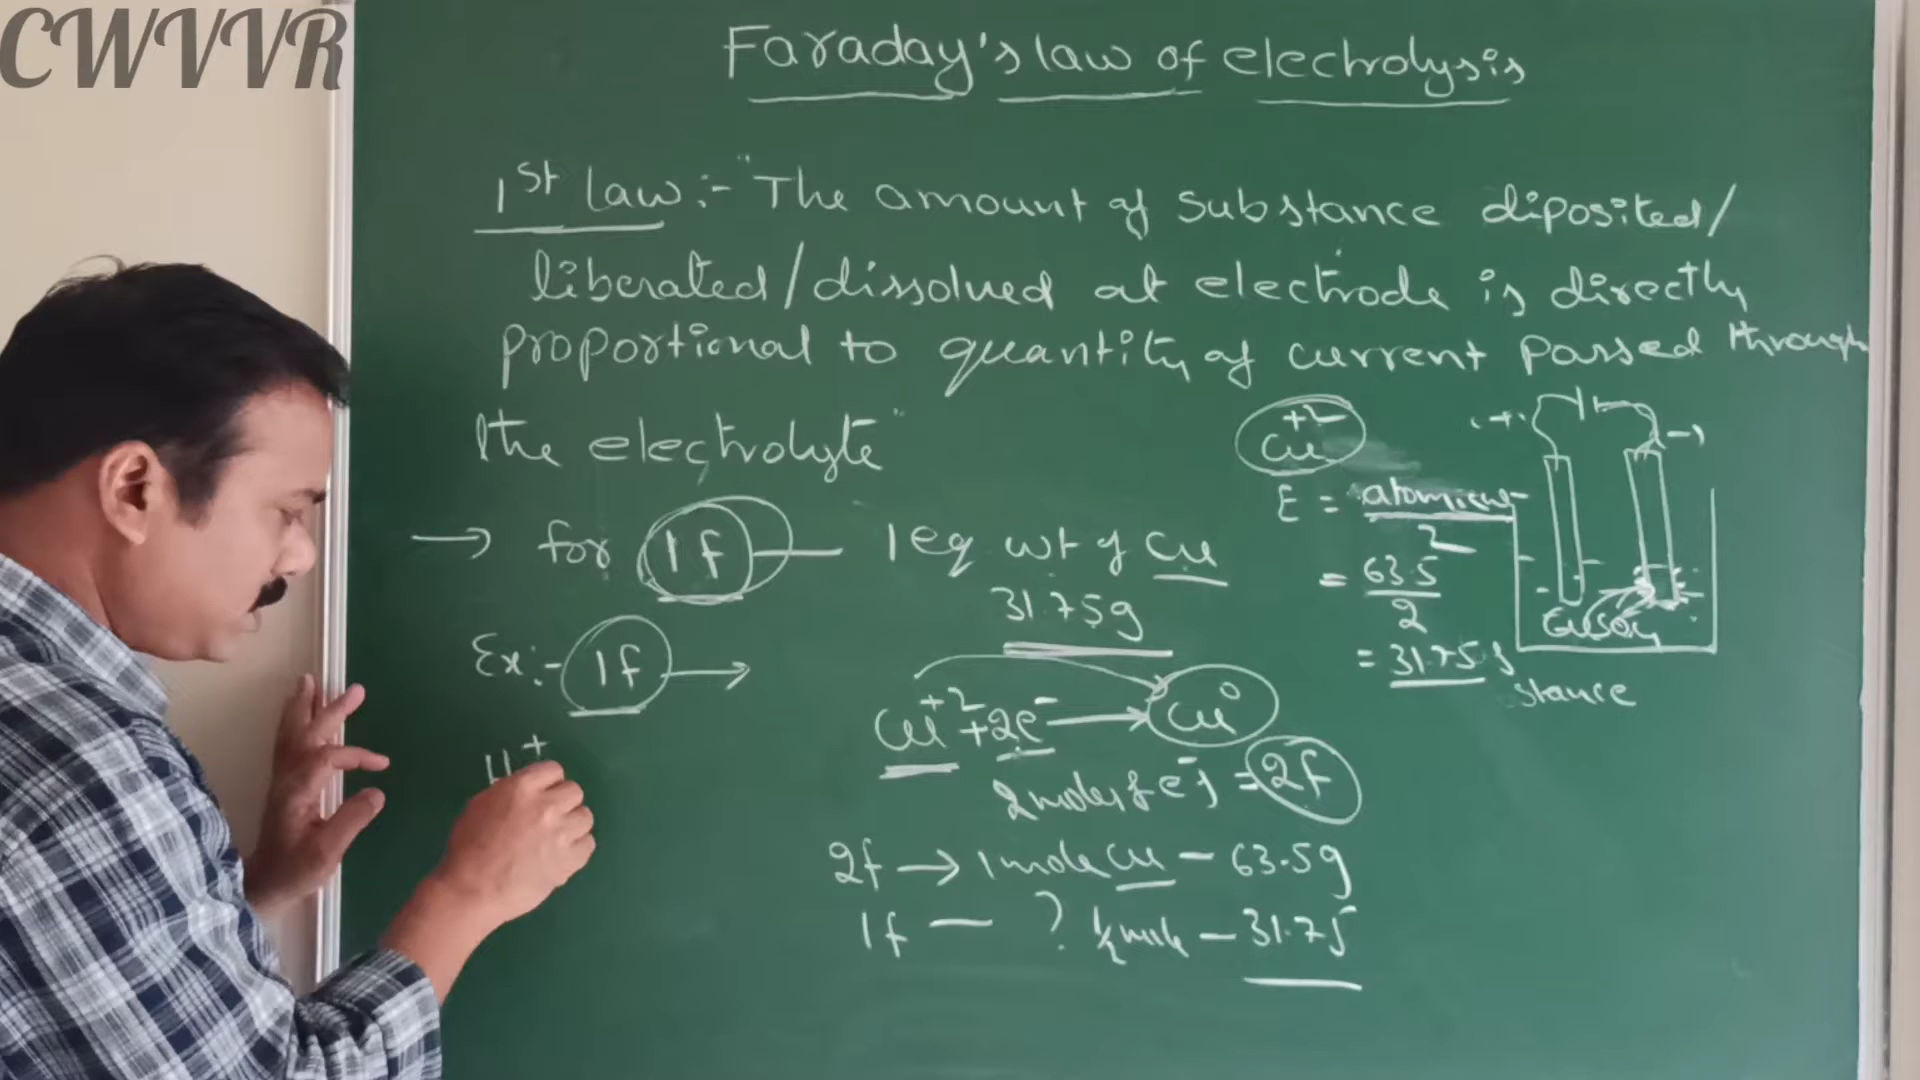 CWVVR
Faraday's law of electrolysis
1st law:- "The amount of substance diposited/
liberated/dissolved at electrode is directly
proportional to quantity of current passed through
the electrolyte"
→ for 1f — 1 eq wt of Cu
31.75g
Ex:- 1f →
H+
Cu+2 + 2e- → Cu0
2 moles of e-s = 2f
2f → 1 mole Cu - 63.5g
1f — ? 1/2 mole - 31.75
Cu+2
E = atomic wt
2
= 63.5
2
= 31.75 g
stance
(+) (-)
CuSO4